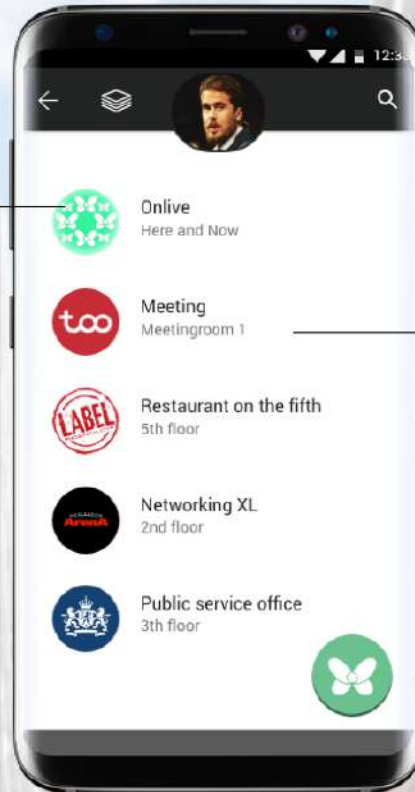 12:33
Onlive
Here and Now
too
Meeting
Meetingroom 1
LABEL
Restaurant on the fifth
5th floor
ArenA
Networking XL
2nd floor
Public service office
3th floor